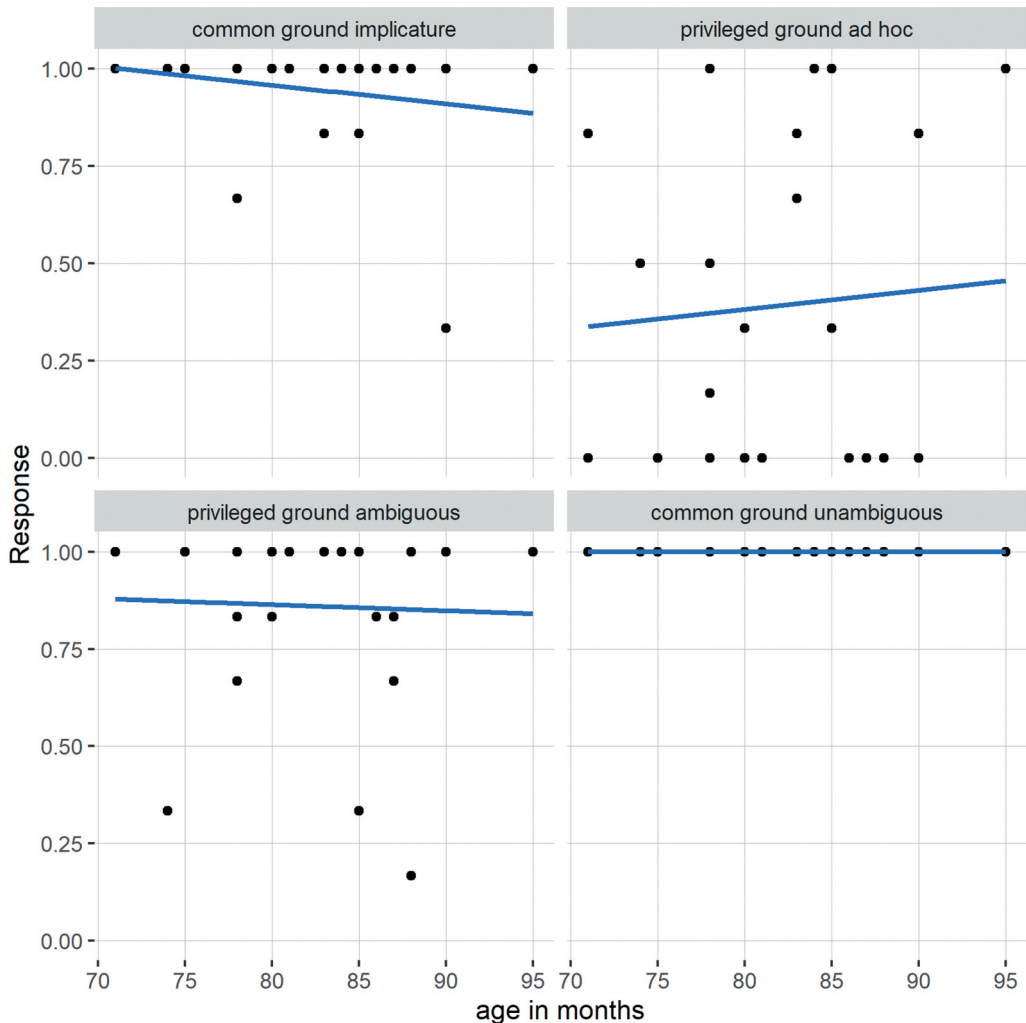 common ground implicature
privileged ground ad hoc
1.00
0.75
0.50
0.25
0.00
Response
privileged ground ambiguous
common ground unambiguous
1.00
0.75
0.50
0.25
0.00
70 75 80 85 90 95
70 75 80 85 90 95
age in months